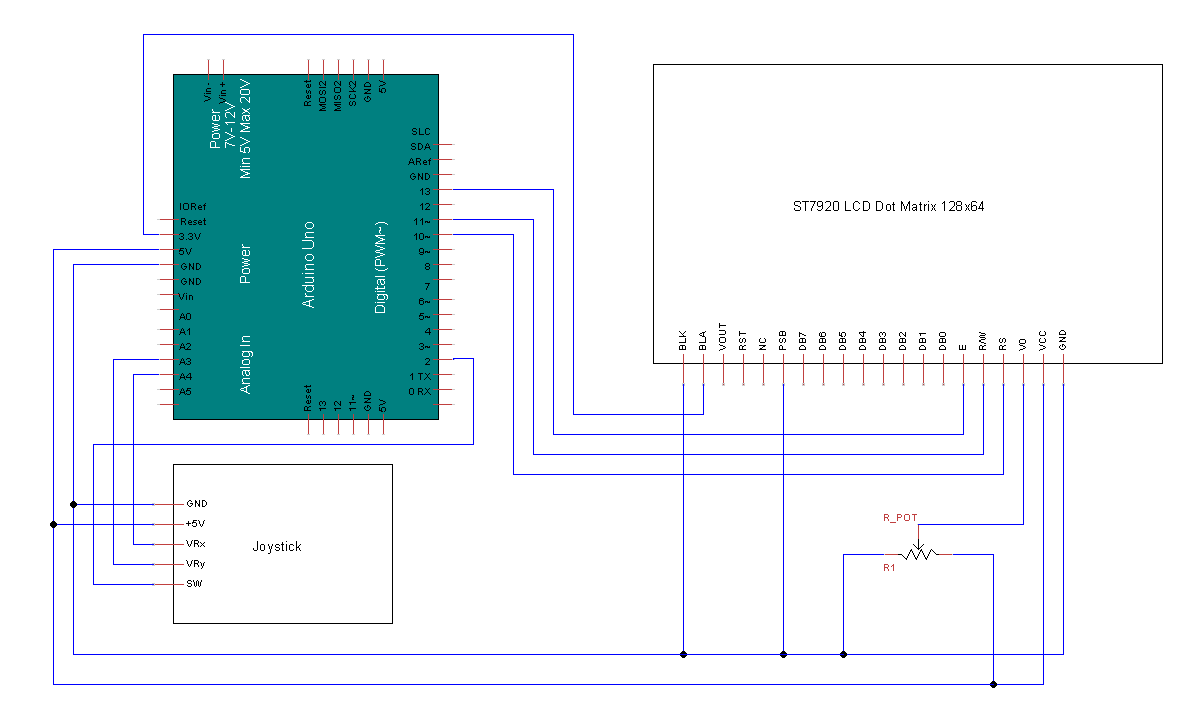 Vin-
Vin+
Power
7V-12V
Min 5V Max 20V
Reset
MOSI2
MISO2
SCK2
GND
5V
SLC
SDA
ARef
GND
13
12
11~
10~
9~
8
7
6~
5~
4
3~
2
1 TX
0 RX
IORef
Reset
3.3V
5V
GND
GND
Vin
A0
A1
A2
A3
A4
A5
Power
Analog In
Arduino Uno
Digital (PWM~)
Reset
13
12
11~
GND
5V
ST7920 LCD Dot Matrix 128x64
BLK
BLA
VOUT
RST
NC
PSB
DB7
DB6
DB5
DB4
DB3
DB2
DB1
DB0
E
R/W
RS
VO
VCC
GND
GND
+5V
VRx
VRy
SW
Joystick
R_POT
R1